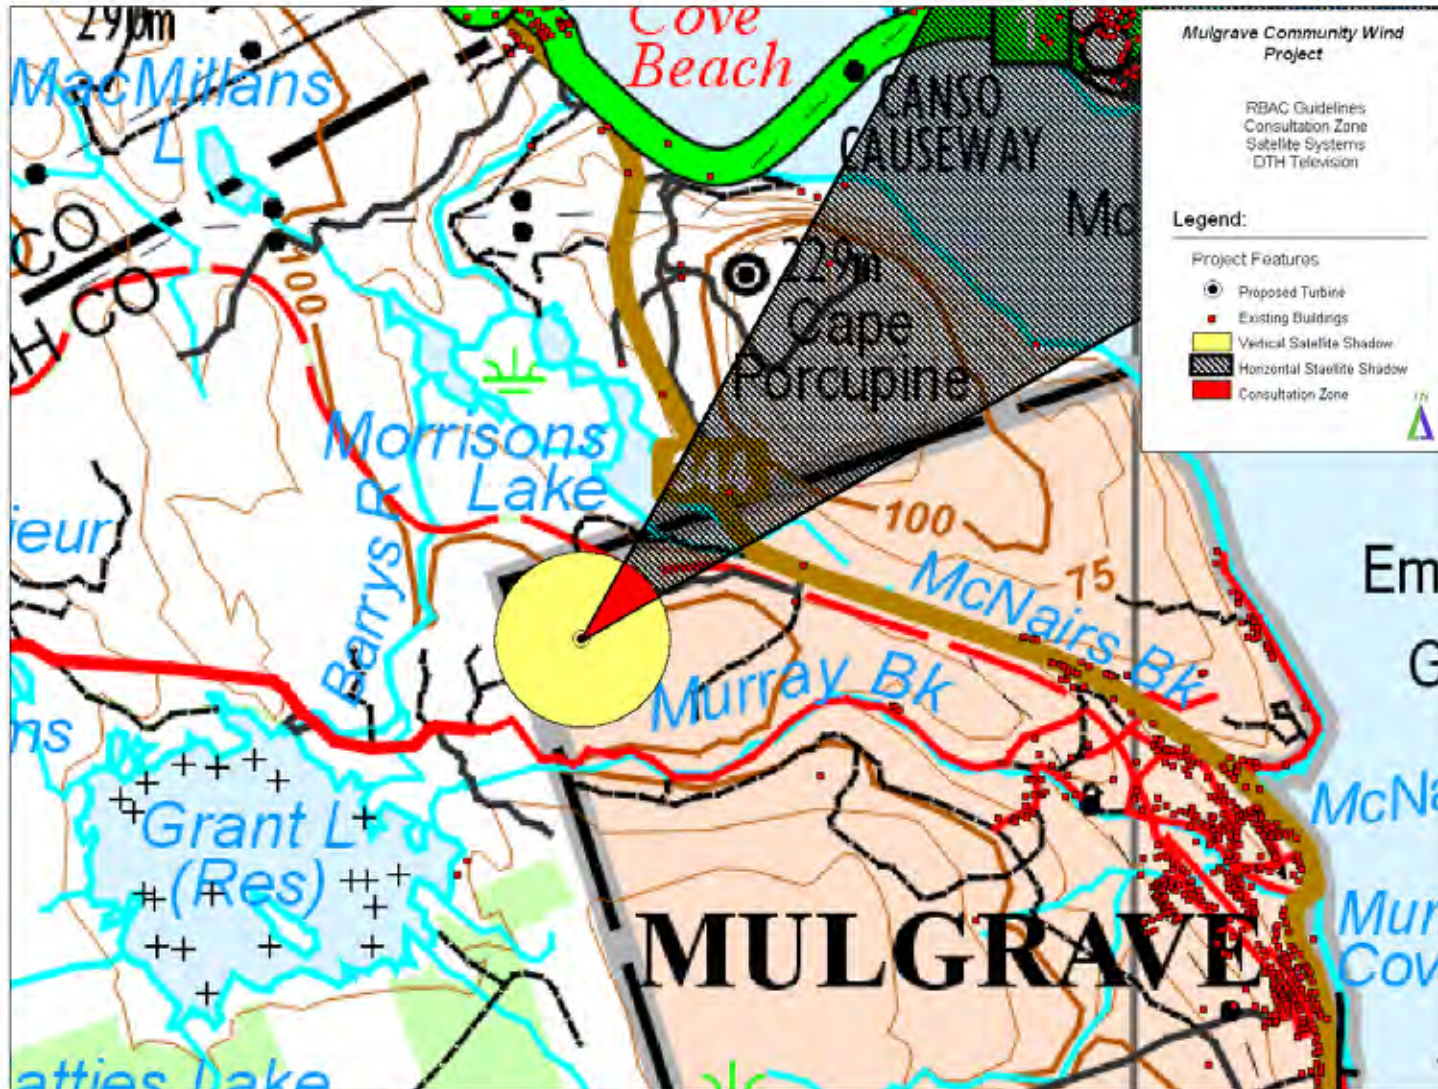 290m
MacMillans
L
Cove
Beach
1
CANSO
CAUSEWAY
CO
H CO
100
229m
Cape
Porcupine
Morrisons
Lake
344
100
75
ieur
Barrys R
McNairs Bk
Murray Bk
ms
Grant L
(Res)
MULGRAVE
Em
G
McNa
Mur
Cov
atties Lake
Mulgrave Community Wind
Project
RBAC Guidelines
Consultation Zone
Satellite Systems
DTH Television
Legend:
Project Features
Proposed Turbine
Existing Buildings
Vertical Satellite Shadow
Horizontal Staellite Shadow
Consultation Zone